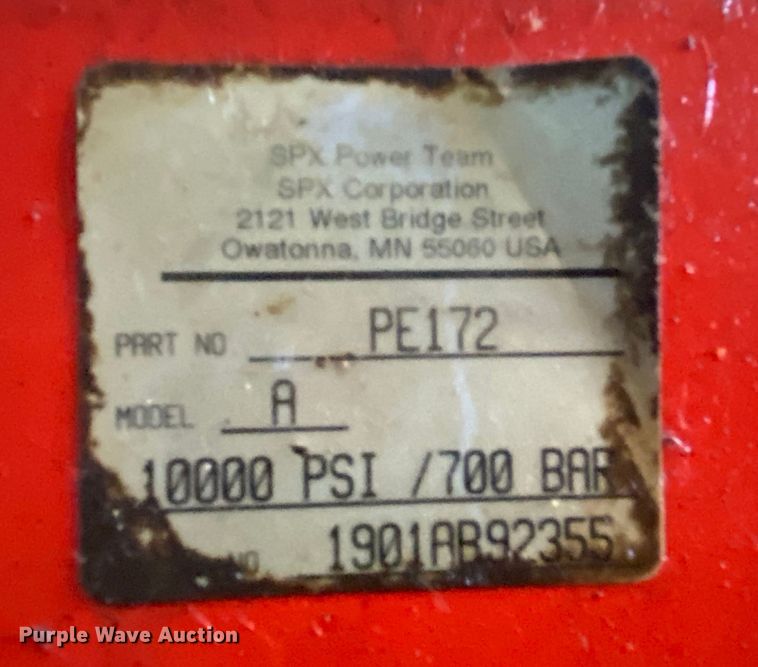 SPX Power Team
SPX Corporation
2121 West Bridge Street
Owatonna, MN 55060 USA
PART NO PE172
MODEL A
10000 PSI /700 BAR
NO 1901AB92355
Purple Wave Auction